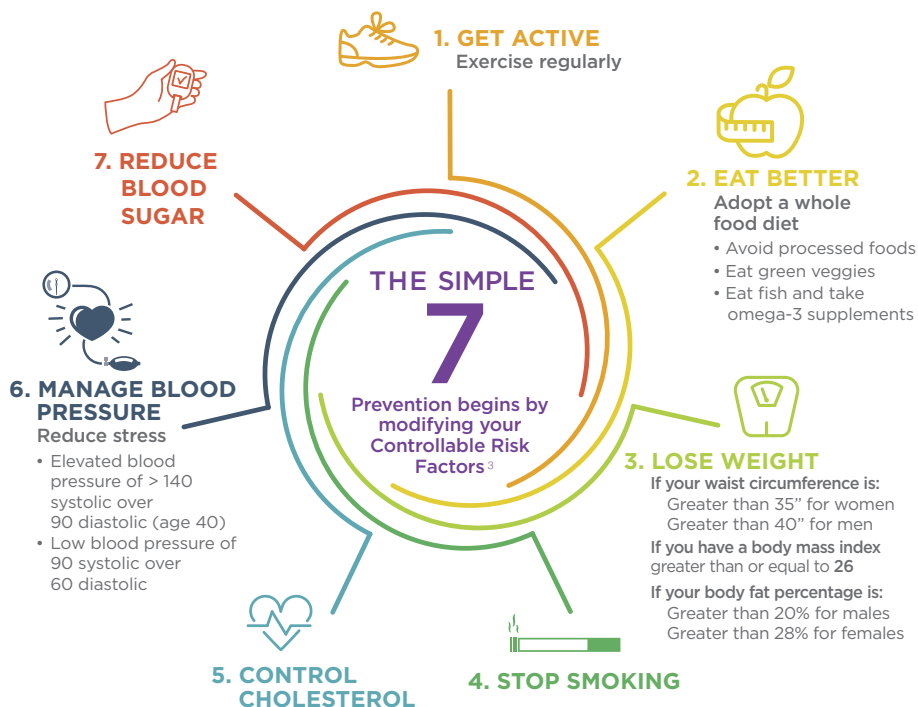 THE SIMPLE
7
Prevention begins by
modifying your
Controllable Risk
Factors 3
1. GET ACTIVE
Exercise regularly
2. EAT BETTER
Adopt a whole
food diet
• Avoid processed foods
• Eat green veggies
• Eat fish and take
omega-3 supplements
3. LOSE WEIGHT
If your waist circumference is:
Greater than 35” for women
Greater than 40” for men
If you have a body mass index
greater than or equal to 26
If your body fat percentage is:
Greater than 20% for males
Greater than 28% for females
4. STOP SMOKING
5. CONTROL
CHOLESTEROL
6. MANAGE BLOOD
PRESSURE
Reduce stress
• Elevated blood
pressure of > 140
systolic over
90 diastolic (age 40)
• Low blood pressure of
90 systolic over
60 diastolic
7. REDUCE
BLOOD
SUGAR